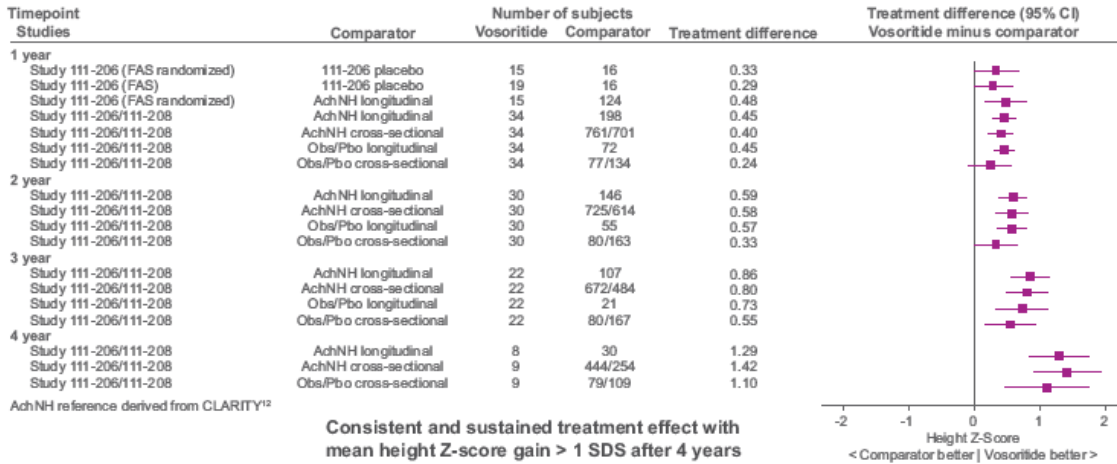 Timepoint Number of subjects Treatment difference (95% CI)
Studies Comparator Vosoritide Comparator Treatment difference Vosoritide minus comparator
1 year
Study 111-206 (FAS randomized) 111-206 placebo 15 16 0.33
Study 111-206 (FAS) 111-206 placebo 19 16 0.29
Study 111-206 (FAS randomized) AchNH longitudinal 15 124 0.48
Study 111-206/111-208 AchNH longitudinal 34 198 0.45
Study 111-206/111-208 AchNH cross-sectional 34 761/701 0.40
Study 111-206/111-208 Obs/Pbo longitudinal 34 72 0.45
Study 111-206/111-208 Obs/Pbo cross-sectional 34 77/134 0.24
2 year
Study 111-206/111-208 AchNH longitudinal 30 146 0.59
Study 111-206/111-208 AchNH cross-sectional 30 725/614 0.58
Study 111-206/111-208 Obs/Pbo longitudinal 30 55 0.57
Study 111-206/111-208 Obs/Pbo cross-sectional 30 80/163 0.33
3 year
Study 111-206/111-208 AchNH longitudinal 22 107 0.86
Study 111-206/111-208 AchNH cross-sectional 22 672/484 0.80
Study 111-206/111-208 Obs/Pbo longitudinal 22 21 0.73
Study 111-206/111-208 Obs/Pbo cross-sectional 22 80/167 0.55
4 year
Study 111-206/111-208 AchNH longitudinal 8 30 1.29
Study 111-206/111-208 AchNH cross-sectional 9 444/254 1.42
Study 111-206/111-208 Obs/Pbo cross-sectional 9 79/109 1.10
AchNH reference derived from CLARITY¹²
-2 -1 0 1 2
Height Z-Score
< Comparator better | Vosoritide better >
Consistent and sustained treatment effect with
mean height Z-score gain > 1 SDS after 4 years